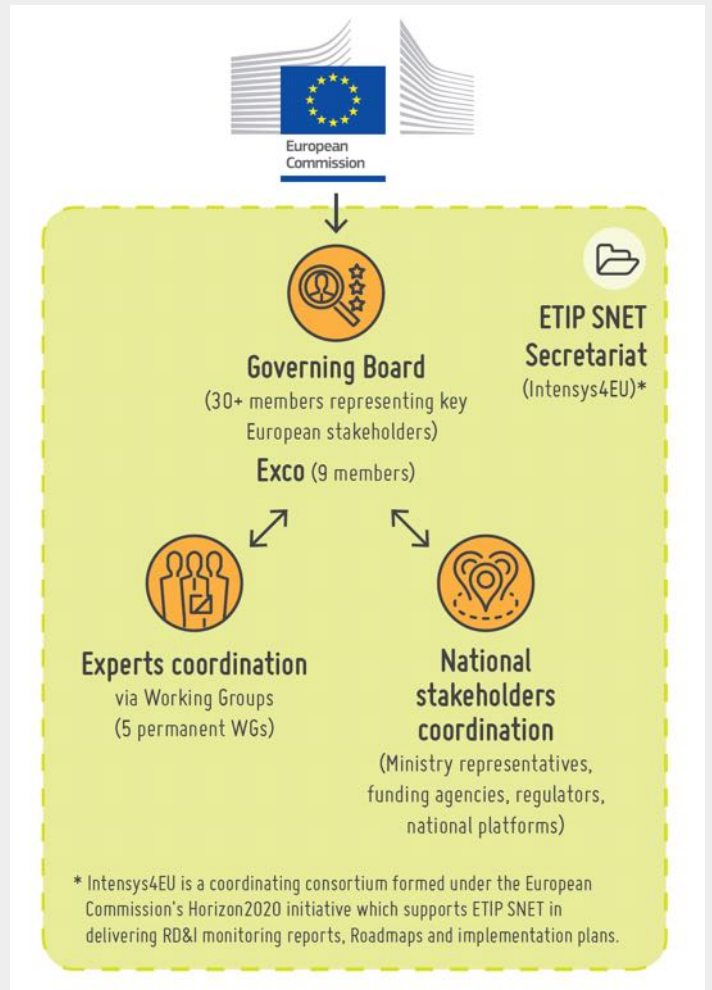 European
Commission
ETIP SNET
Secretariat
(Intensys4EU)*
Governing Board
(30+ members representing key
European stakeholders)
Exco (9 members)
Experts coordination
via Working Groups
(5 permanent WGs)
National
stakeholders
coordination
(Ministry representatives,
funding agencies, regulators,
national platforms)
* Intensys4EU is a coordinating consortium formed under the European
Commission's Horizon2020 initiative which supports ETIP SNET in
delivering RD&I monitoring reports, Roadmaps and implementation plans.